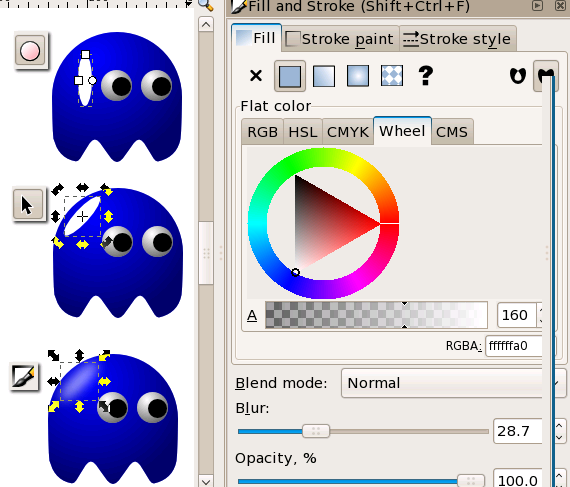 Fill and Stroke (Shift+Ctrl+F)
Fill Stroke paint Stroke style
?
Flat color
RGB HSL CMYK Wheel CMS
A 160
RGBA: ffffffa0
Blend mode: Normal
Blur:
28.7
Opacity, %
100.0